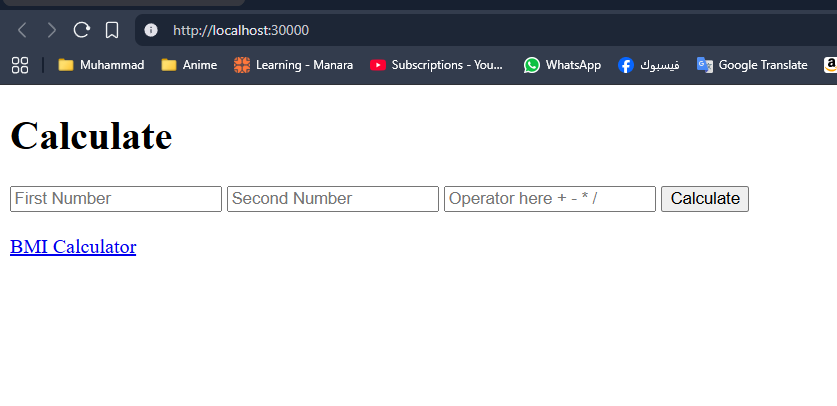 http://localhost:30000
Muhammad Anime Learning - Manara Subscriptions - You... WhatsApp فيسبوك Google Translate
Calculate
First Number Second Number Operator here + - * / Calculate
BMI Calculator